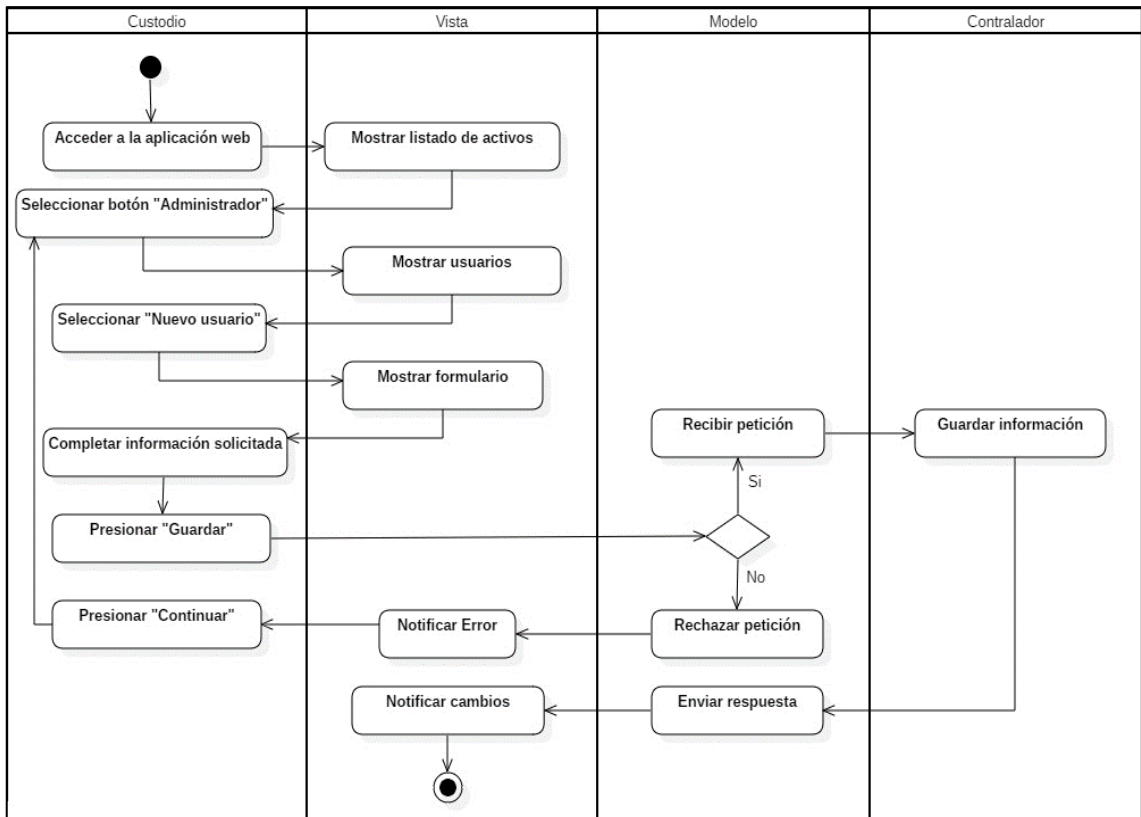 Custodio
Vista
Modelo
Contralador
Acceder a la aplicación web
Mostrar listado de activos
Seleccionar botón "Administrador"
Mostrar usuarios
Seleccionar "Nuevo usuario"
Mostrar formulario
Completar información solicitada
Recibir petición
Guardar información
Si
Presionar "Guardar"
No
Presionar "Continuar"
Notificar Error
Rechazar petición
Notificar cambios
Enviar respuesta